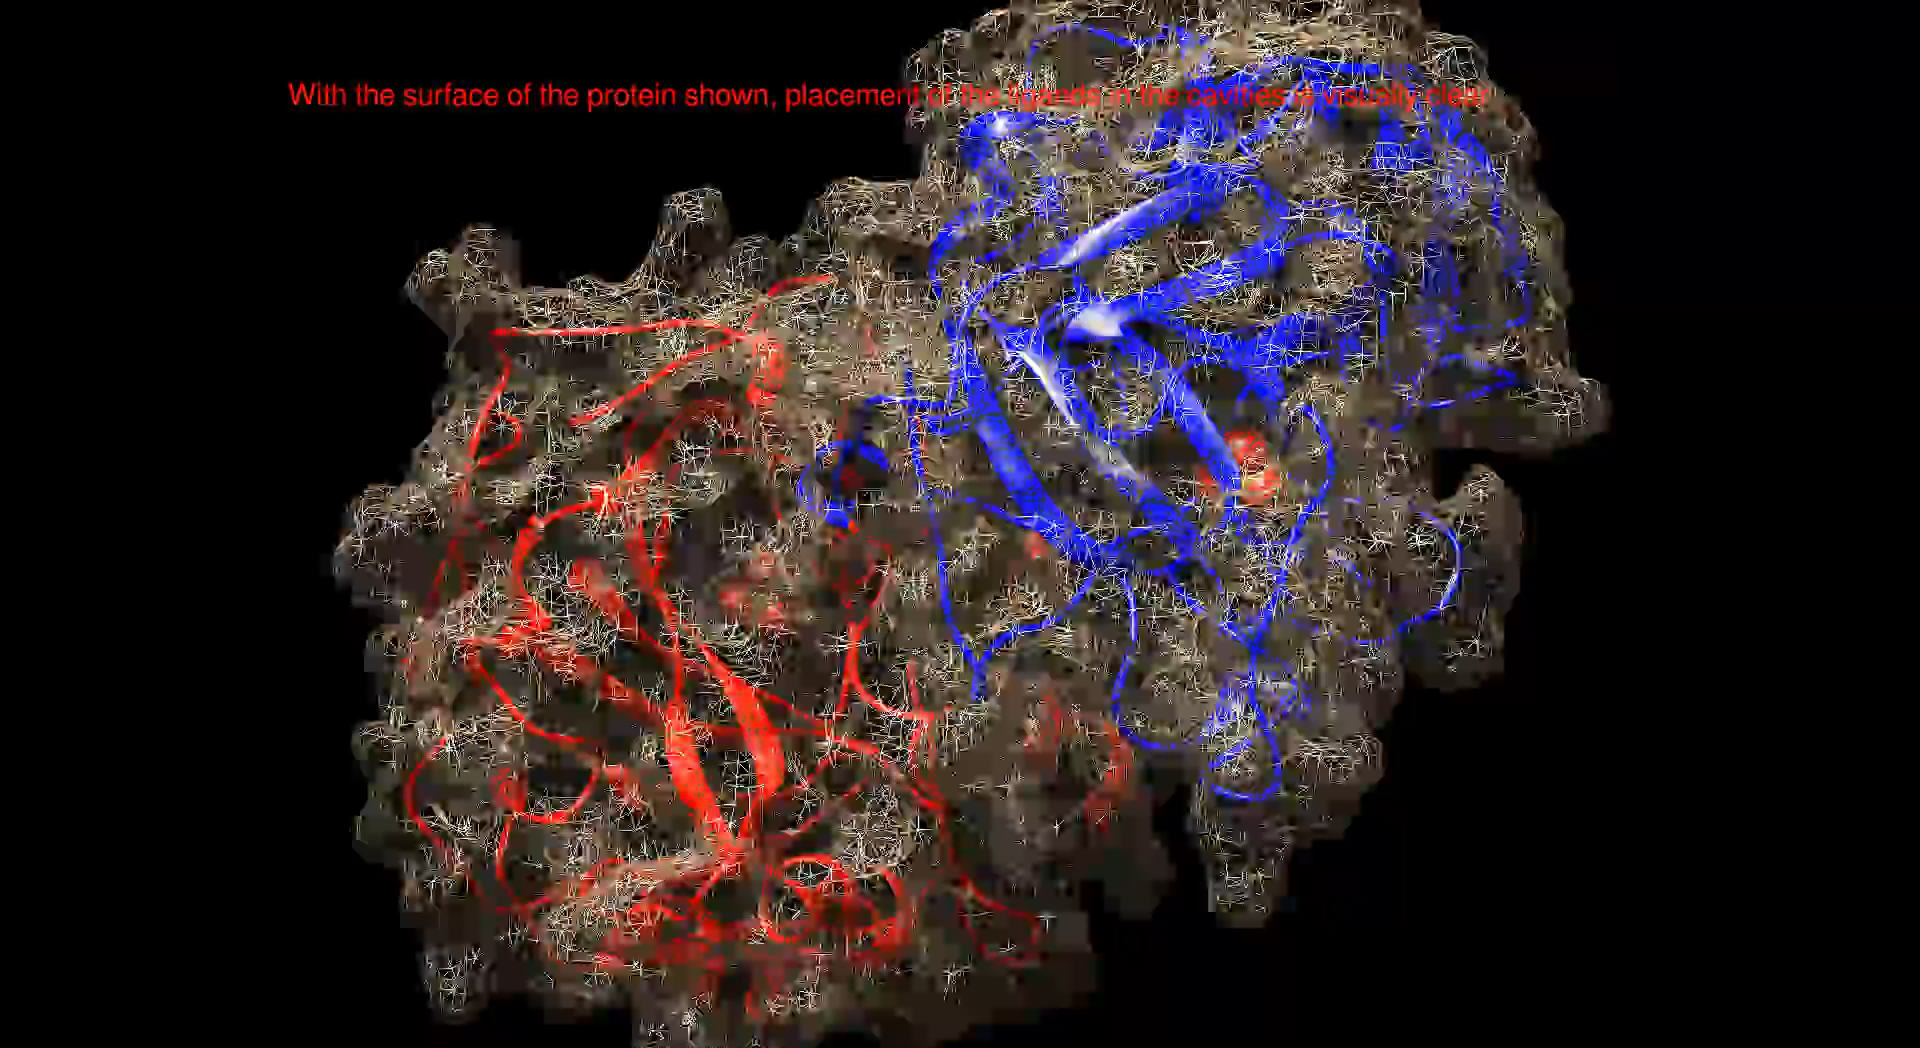 With the surface of the protein shown, placement of the ligands in the cavities is visually clear